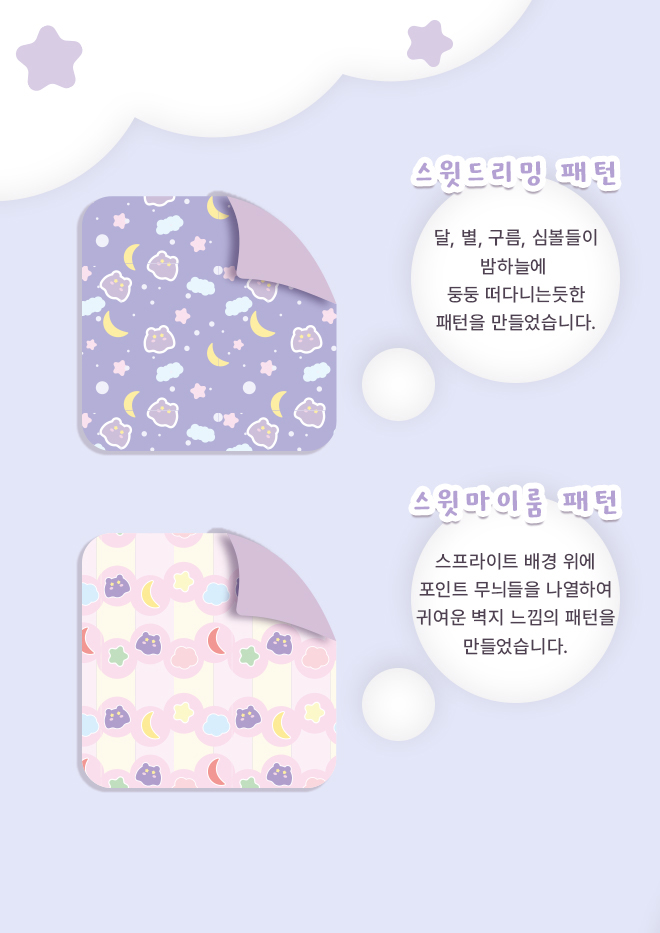 스윗드리밍 패턴
달, 별, 구름, 심볼들이
밤하늘에
둥둥 떠다니는듯한
패턴을 만들었습니다.
스윗마이룸 패턴
스프라이트 배경 위에
포인트 무늬들을 나열하여
귀여운 벽지 느낌의 패턴을
만들었습니다.